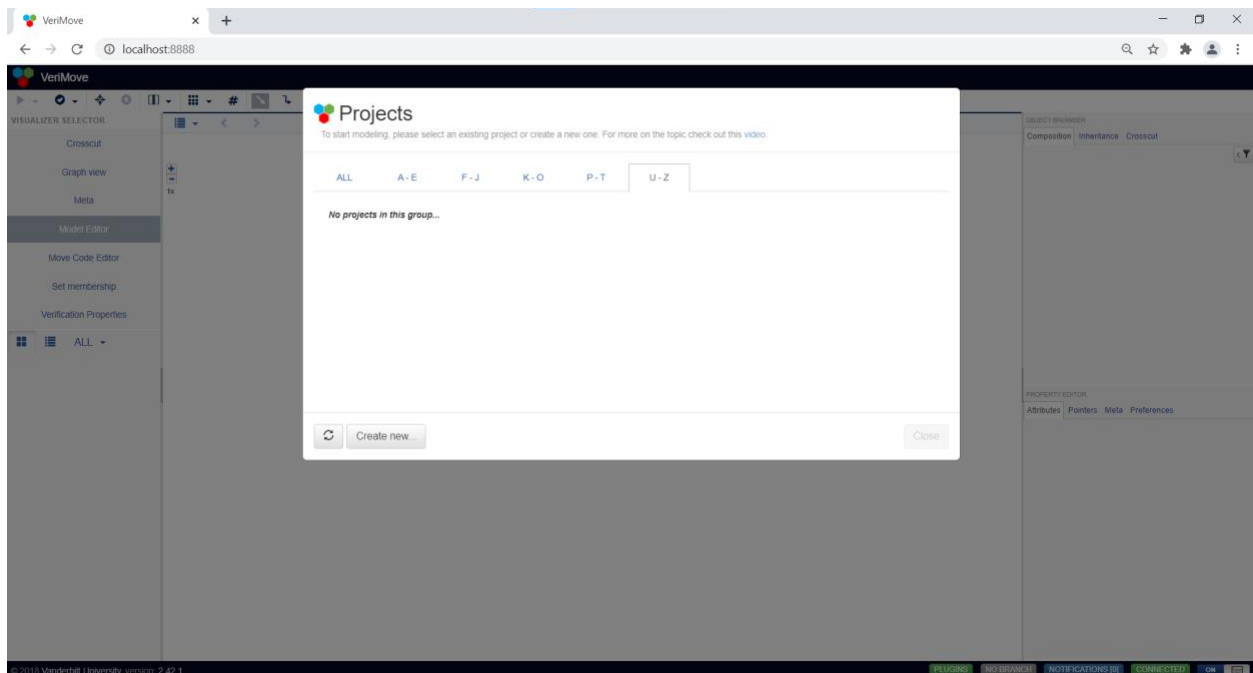 VeriMove
localhost:8888
VeriMove
VISUALIZER SELECTOR
Crosscut
Graph view
Meta
Model Editor
Move Code Editor
Set membership
Verification Properties
ALL
1x
Projects
To start modeling, please select an existing project or create a new one. For more on the topic check out this video.
ALL A - E F - J K - O P - T U - Z
No projects in this group...
Create new...
Close
OBJECT BROWSER
Composition Inheritance Crosscut
PROPERTY EDITOR
Attributes Pointers Meta Preferences
© 2018 Vanderbilt University version: 2.42.1
PLUGINS NO BRANCH NOTIFICATIONS [0] CONNECTED ON